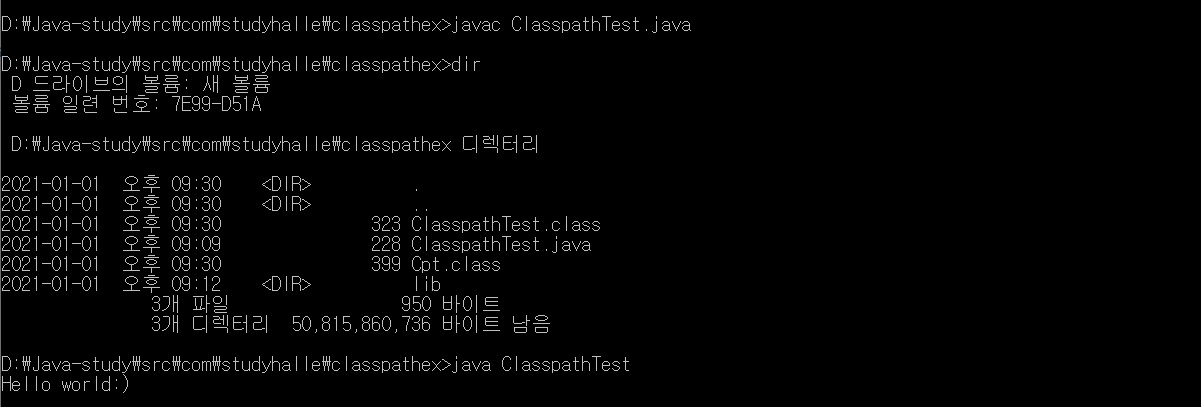 D:₩Java-study₩src₩com₩studyhalle₩classpathex>javac ClasspathTest.java
D:₩Java-study₩src₩com₩studyhalle₩classpathex>dir
D 드라이브의 볼륨: 새 볼륨
볼륨 일련 번호: 7E99-D51A
D:₩Java-study₩src₩com₩studyhalle₩classpathex 디렉터리
2021-01-01 오후 09:30 <DIR> .
2021-01-01 오후 09:30 <DIR> ..
2021-01-01 오후 09:30 323 ClasspathTest.class
2021-01-01 오후 09:09 228 ClasspathTest.java
2021-01-01 오후 09:30 399 Cpt.class
2021-01-01 오후 09:12 <DIR> lib
3개 파일 950 바이트
3개 디렉터리 50,815,860,736 바이트 남음
D:₩Java-study₩src₩com₩studyhalle₩classpathex>java ClasspathTest
Hello world:)